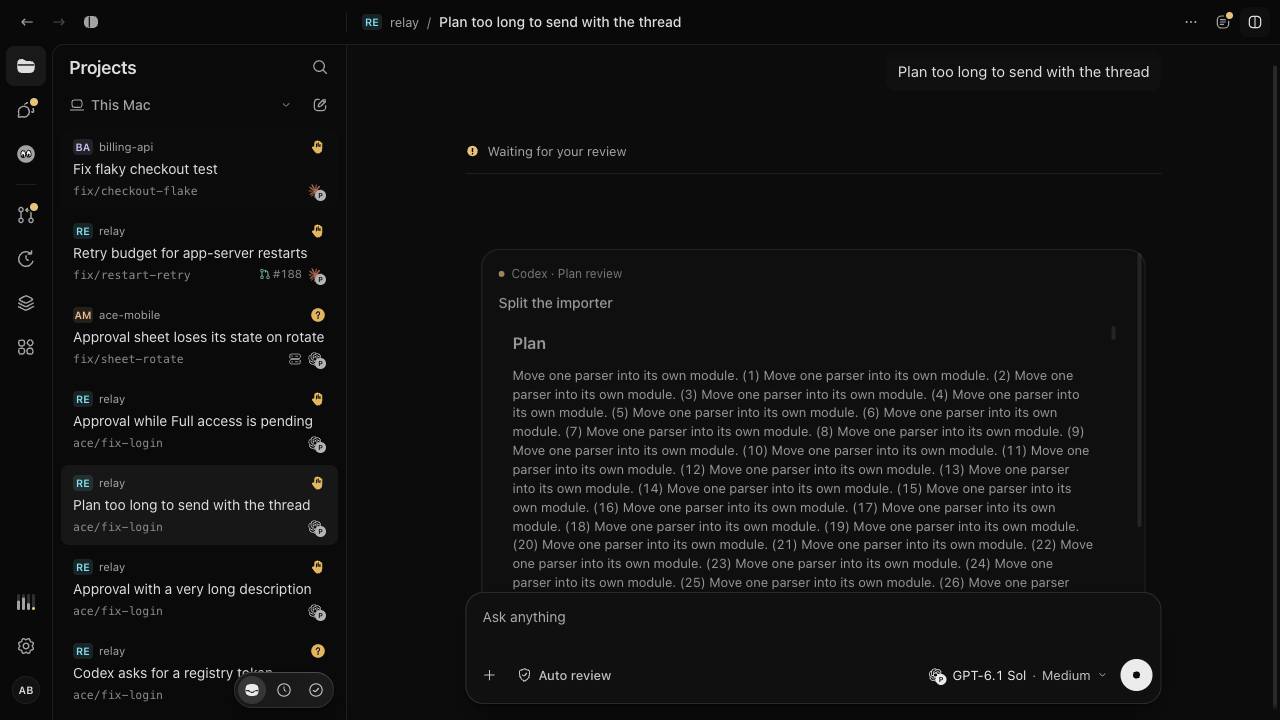 RE relay / Plan too long to send with the thread
Projects
This Mac
BA billing-api
Fix flaky checkout test
fix/checkout-flake
RE relay
Retry budget for app-server restarts
fix/restart-retry #188
AM ace-mobile
Approval sheet loses its state on rotate
fix/sheet-rotate
RE relay
Approval while Full access is pending
ace/fix-login
RE relay
Plan too long to send with the thread
ace/fix-login
RE relay
Approval with a very long description
ace/fix-login
RE relay
Codex asks for a registry token
ace/fix-login
AB
Plan too long to send with the thread
Waiting for your review
Codex · Plan review
Split the importer
Plan
Move one parser into its own module. (1) Move one parser into its own module. (2) Move one
parser into its own module. (3) Move one parser into its own module. (4) Move one parser into
its own module. (5) Move one parser into its own module. (6) Move one parser into its own
module. (7) Move one parser into its own module. (8) Move one parser into its own module. (9)
Move one parser into its own module. (10) Move one parser into its own module. (11) Move one
parser into its own module. (12) Move one parser into its own module. (13) Move one parser
into its own module. (14) Move one parser into its own module. (15) Move one parser into its
own module. (16) Move one parser into its own module. (17) Move one parser into its own
module. (18) Move one parser into its own module. (19) Move one parser into its own module.
(20) Move one parser into its own module. (21) Move one parser into its own module. (22) Move
one parser into its own module. (23) Move one parser into its own module. (24) Move one
parser into its own module. (25) Move one parser into its own module. (26) Move one parser
Ask anything
Auto review
GPT-6.1 Sol · Medium